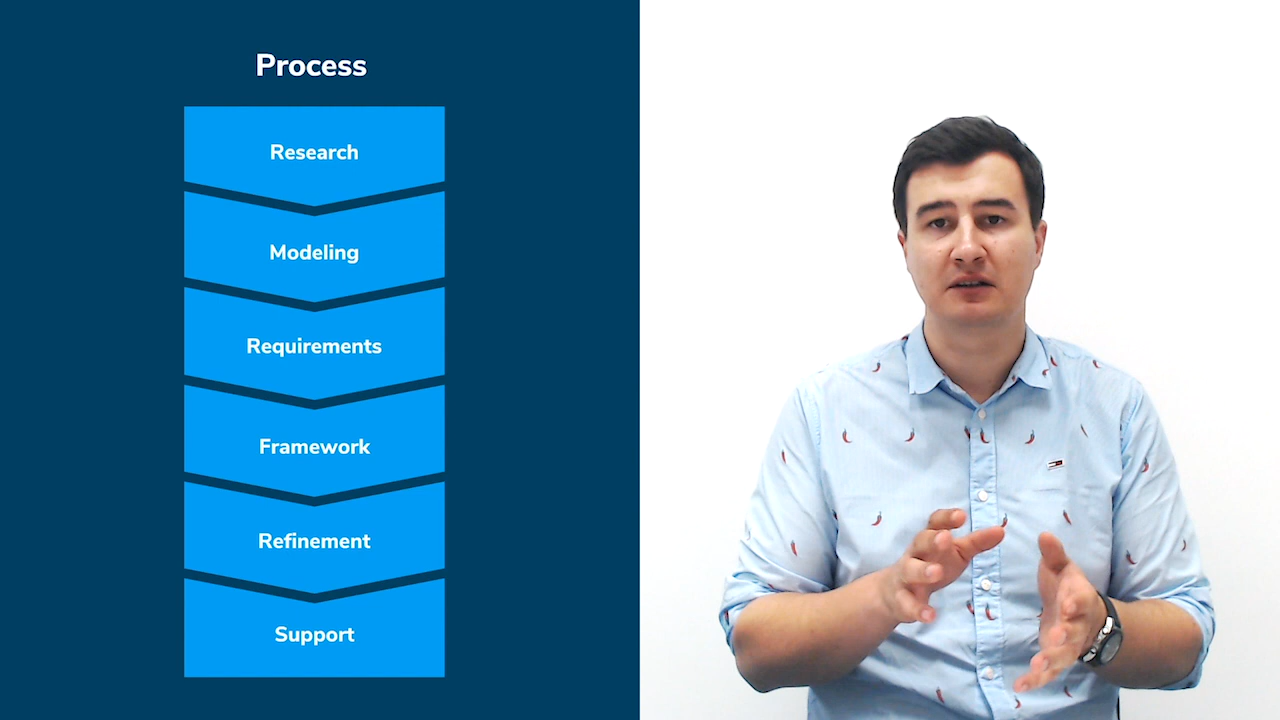 Process
Research
Modeling
Requirements
Framework
Refinement
Support